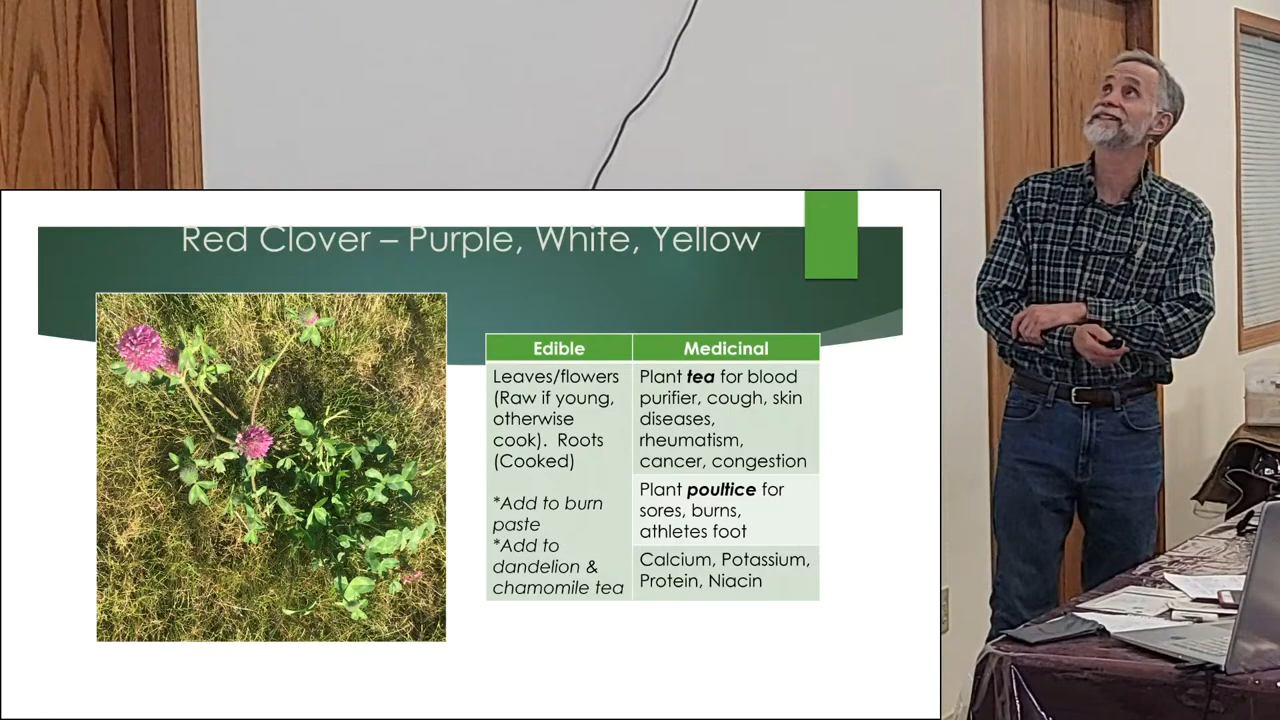 Red Clover – Purple, White, Yellow
Edible
Leaves/flowers
(Raw if young,
otherwise
cook).  Roots
(Cooked)
*Add to burn
paste
*Add to
dandelion &
chamomile tea
Medicinal
Plant tea for blood
purifier, cough, skin
diseases,
rheumatism,
cancer, congestion
Plant poultice for
sores, burns,
athletes foot
Calcium, Potassium,
Protein, Niacin